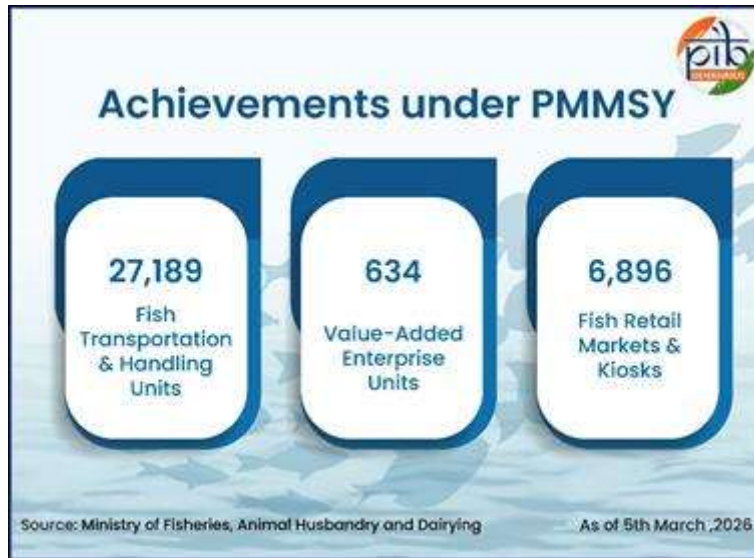 pib
Achievements under PMMSY
27,189
Fish
Transportation
& Handling
Units
634
Value-Added
Enterprise
Units
6,896
Fish Retail
Markets &
Kiosks
Source: Ministry of Fisheries, Animal Husbandry and Dairying
As of 5th March ,2026